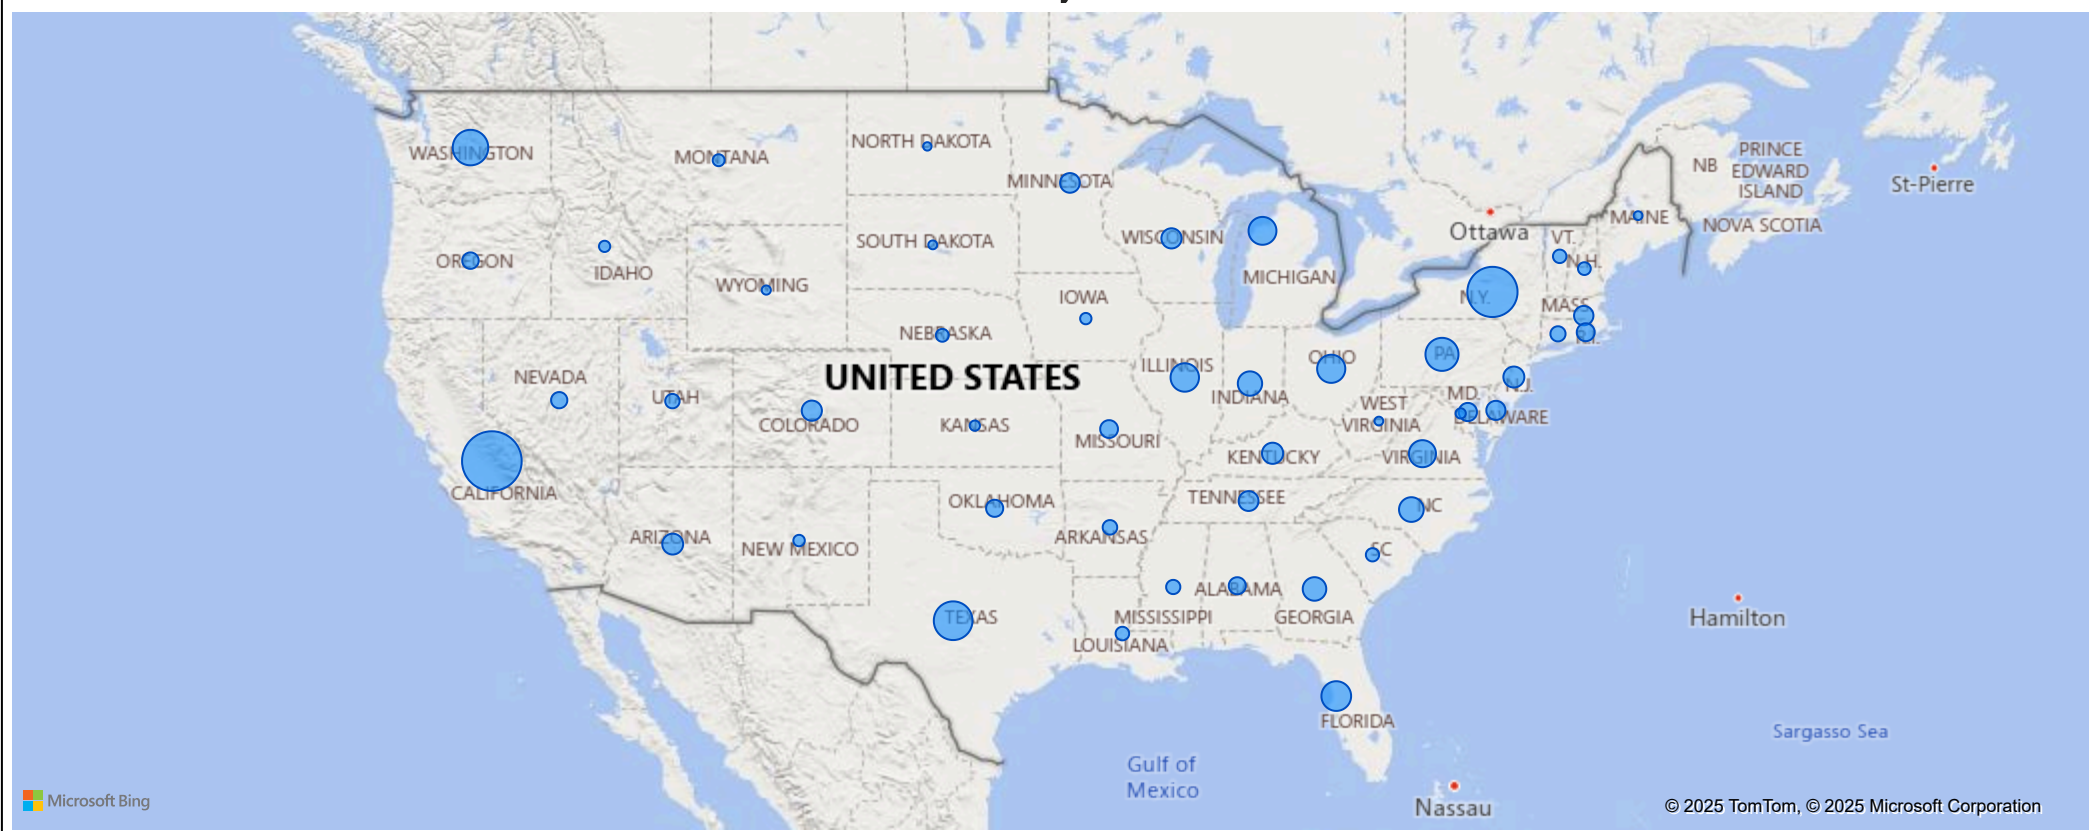 WASHINGTON
MONTANA
NORTH DAKOTA
MINNESOTA
NB
PRINCE
EDWARD
ISLAND
St-Pierre
NOVA SCOTIA
MAINE
Ottawa
VT.
N.H.
OREGON
IDAHO
WYOMING
SOUTH DAKOTA
WISCONSIN
MICHIGAN
N.Y.
MASS.
R.I.
IOWA
NEBRASKA
UNITED STATES
ILLINOIS
INDIANA
OHIO
PA
N.J.
MD.
DELAWARE
NEVADA
UTAH
COLORADO
KANSAS
MISSOURI
KENTUCKY
WEST
VIRGINIA
VIRGINIA
CALIFORNIA
ARIZONA
NEW MEXICO
OKLAHOMA
ARKANSAS
TENNESSEE
NC
SC
TEXAS
LOUISIANA
MISSISSIPPI
ALABAMA
GEORGIA
FLORIDA
Hamilton
Sargasso Sea
Gulf of
Mexico
Nassau
Microsoft Bing
© 2025 TomTom, © 2025 Microsoft Corporation